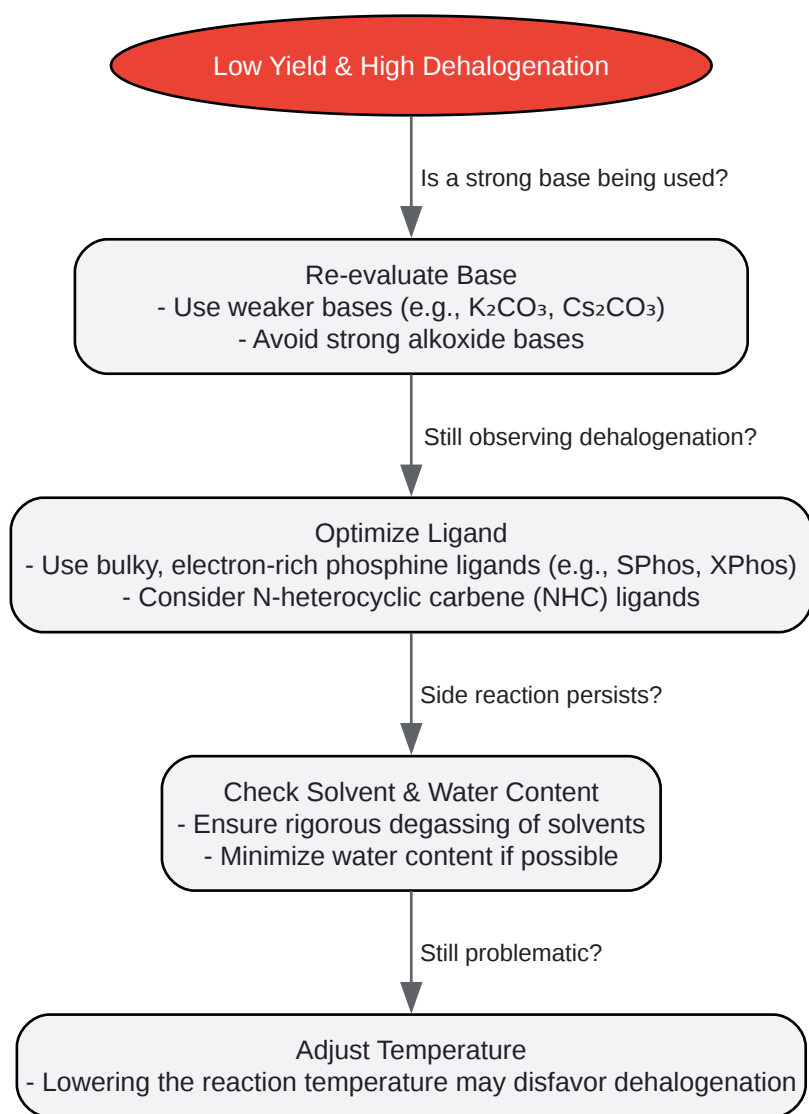 Low Yield & High Dehalogenation
Is a strong base being used?
Re-evaluate Base
- Use weaker bases (e.g., K₂CO₃, Cs₂CO₃)
- Avoid strong alkoxide bases
Still observing dehalogenation?
Optimize Ligand
- Use bulky, electron-rich phosphine ligands (e.g., SPhos, XPhos)
- Consider N-heterocyclic carbene (NHC) ligands
Side reaction persists?
Check Solvent & Water Content
- Ensure rigorous degassing of solvents
- Minimize water content if possible
Still problematic?
Adjust Temperature
- Lowering the reaction temperature may disfavor dehalogenation